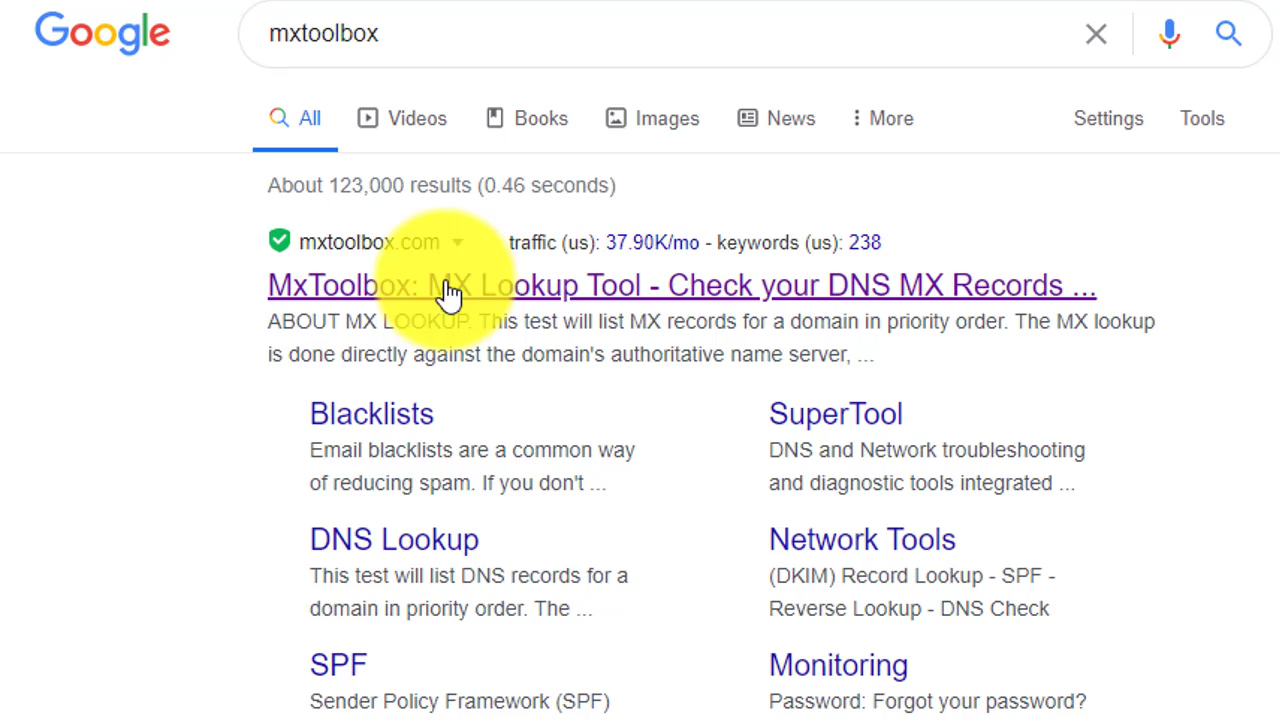 Google
mxtoolbox
All Videos Books Images News More Settings Tools
About 123,000 results (0.46 seconds)
mxtoolbox.com traffic (us): 37.90K/mo - keywords (us): 238
MxToolbox: MX Lookup Tool - Check your DNS MX Records ...
ABOUT MX LOOKUP. This test will list MX records for a domain in priority order. The MX lookup
is done directly against the domain's authoritative name server, ...
Blacklists
Email blacklists are a common way
of reducing spam. If you don't ...
SuperTool
DNS and Network troubleshooting
and diagnostic tools integrated ...
DNS Lookup
This test will list DNS records for a
domain in priority order. The ...
Network Tools
(DKIM) Record Lookup - SPF -
Reverse Lookup - DNS Check
SPF
Sender Policy Framework (SPF)
Monitoring
Password: Forgot your password?